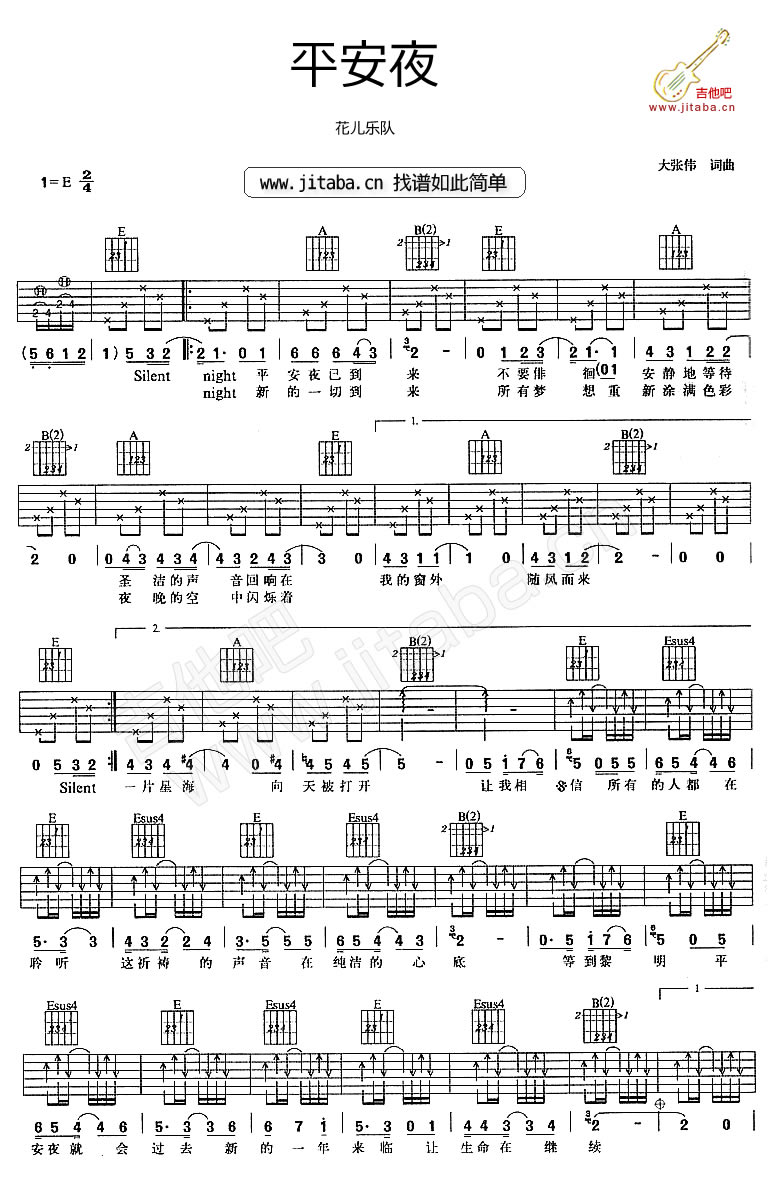 平安夜
吉他吧
www.jitaba.cn
花儿乐队
大张伟 词曲
1=E 2/4
www.jitaba.cn 找谱如此简单
E A B(2) E A
(5 6 1 2 1) 5 3 2 2 1· 0 1 6 6 6 4 3 2 - 0 1 2 3 2 1· (0 1 4 3 1 2 2
Silent night 平 安 夜 已 到 来 不 要 徘 徊 安 静 地 等 待
night 新 的 一 切 到 来 所 有 梦 想 重 新 涂 满 色 彩
B(2) A E 1. A B(2)
2 0 0 4 3 4 3 4 4 3 2 4 3 0 0 4 3 1 1 1 0 4 3 1 2 2 - 0 0
圣 洁 的 声 音 回 响 在 我 的 窗 外 随 风 而 来
夜 晚 的 空 中 闪 烁 着
E 2. A B(2) E Esus4
0 5 3 2 4 3 4 #4 4 0 #4 4 5 4 5 5 - 0 5 1 7 6 5 · 5 4 5 6 5 4 4 6
Silent 一 片 星 海 向 天 被 打 开 让 我 相 信 所 有 的 人 都 在
E Esus4 E Esus4 B(2)
5· 3 3 4 3 2 2 4 3· 5 5 5 6 5 4 4 3 2 - 0· 5 1 7 6 5 0 5
聆 听 这 祈 祷 的 声 音 在 纯 洁 的 心 底 等 到 黎 明 平
Esus4 E Esus4 E Esus4 B(2) 1
6 5 4 4 6 5· 3 2 4 6 7 1 5· 3 0 1 4 4 3 3 4 2 - 2 0
安 夜 就 会 过 去 新 的 一 年 来 临 让 生 命 在 继 续
吉他吧
www.jitaba.cn